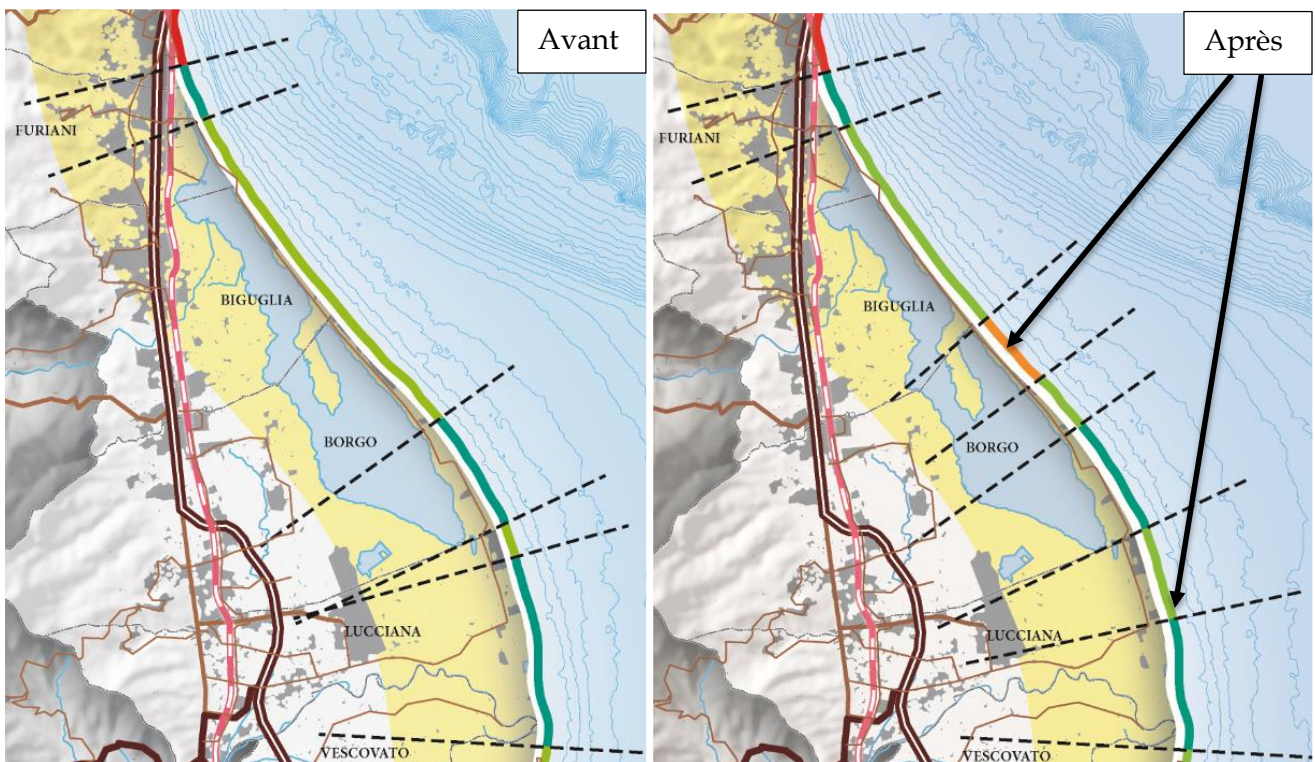 Avant
FURIANI
BIGUGLIA
BORGO
LUCCIANA
VESCOVATO
Après
FURIANI
BIGUGLIA
BORGO
LUCCIANA
VESCOVATO